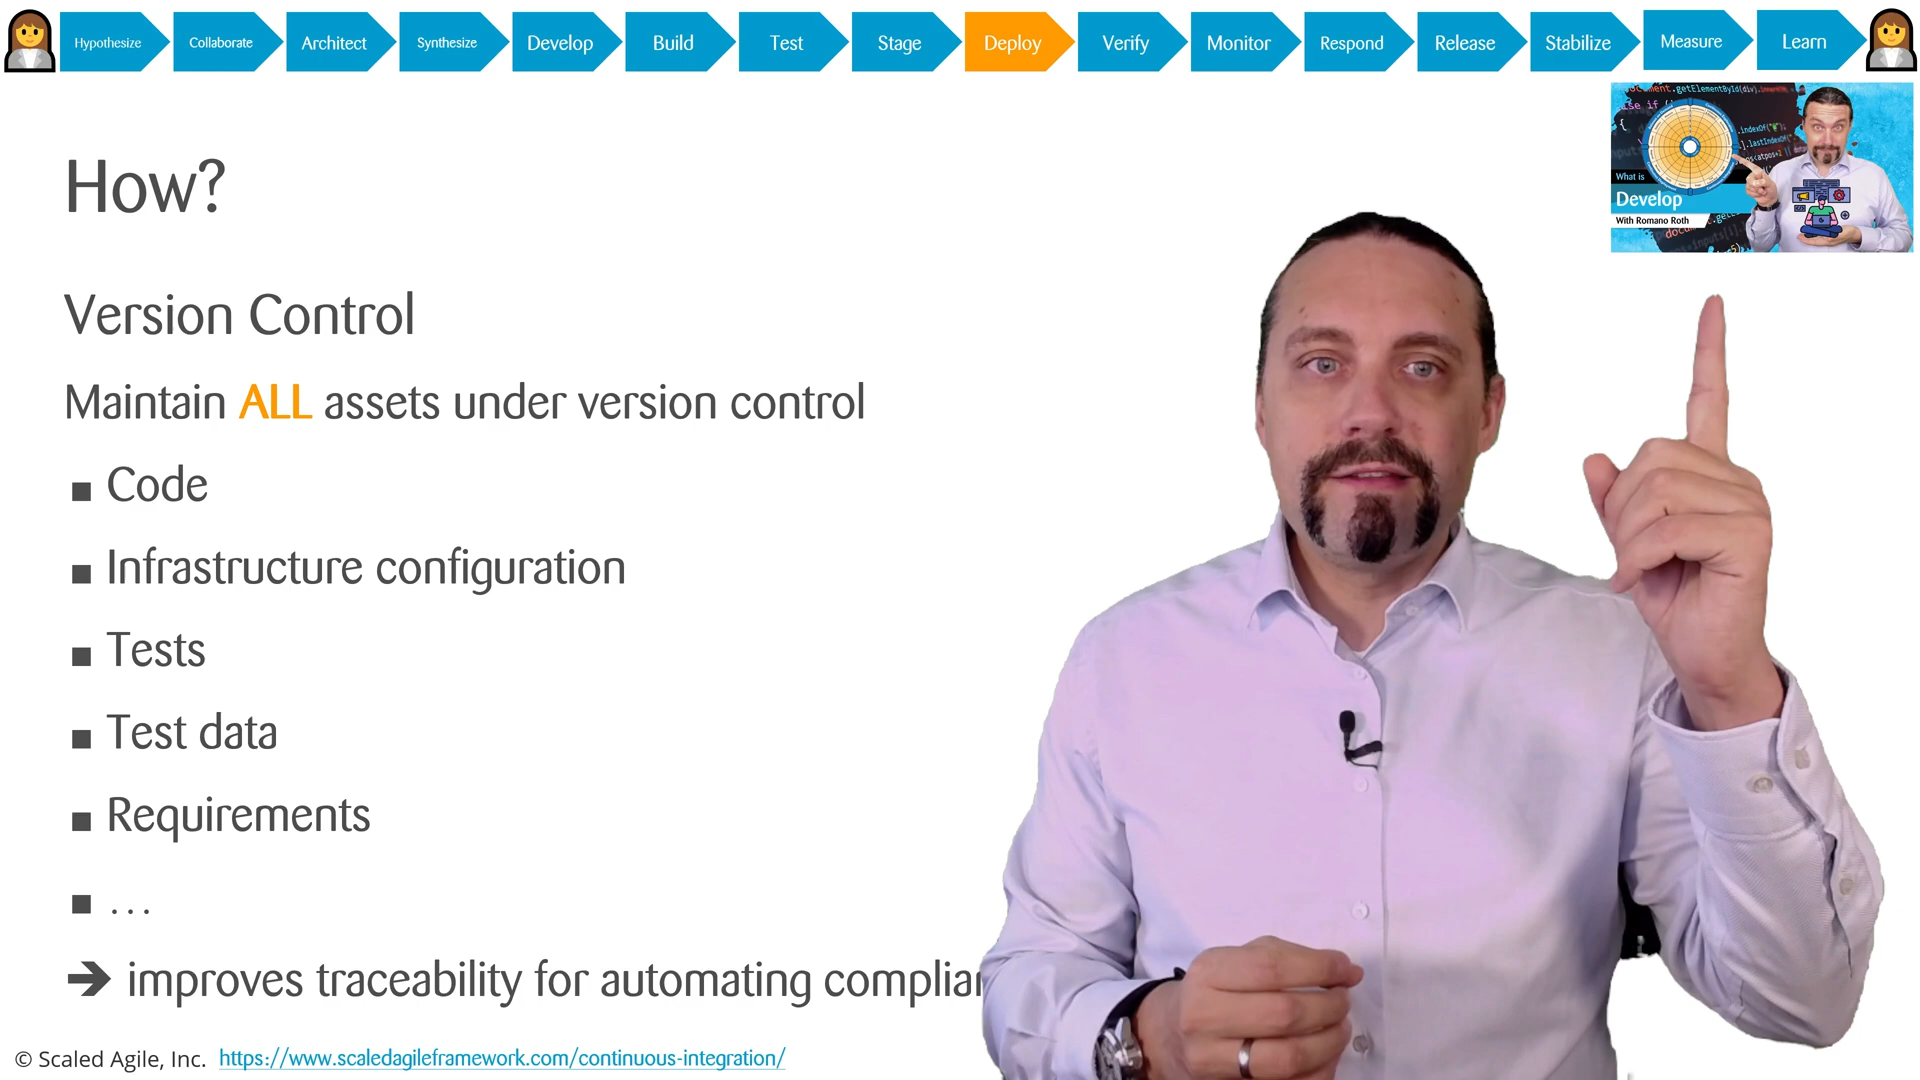 Hypothesize Collaborate Architect Synthesize Develop Build Test Stage Deploy Verify Monitor Respond Release Stabilize Measure Learn
What is
Develop
With Romano Roth
How?
Version Control
Maintain ALL assets under version control
▪ Code
▪ Infrastructure configuration
▪ Tests
▪ Test data
▪ Requirements
▪ ...
➔ improves traceability for automating
© Scaled Agile, Inc. https://www.scaledagileframework.com/continuous-integration/